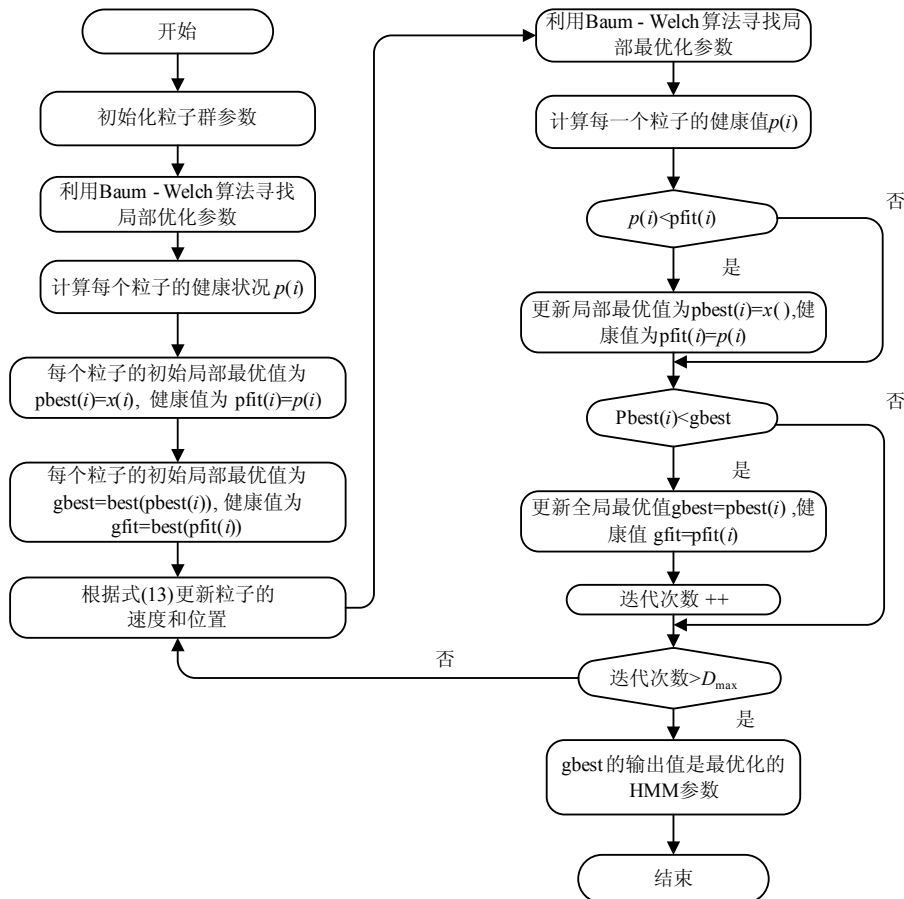 开始
初始化粒子群参数
利用Baum - Welch算法寻找
局部优化参数
计算每个粒子的健康状况 p(i)
每个粒子的初始局部最优值为
pbest(i)=x(i), 健康值为 pfit(i)=p(i)
每个粒子的初始局部最优值为
gbest=best(pbest(i)), 健康值为
gfit=best(pfit(i))
根据式(13)更新粒子的
速度和位置
利用Baum - Welch算法寻找局
部最优化参数
计算每一个粒子的健康值p(i)
p(i)<pfit(i)
否
是
更新局部最优值为pbest(i)=x( ),健
康值为pfit(i)=p(i)
Pbest(i)<gbest
否
是
更新全局最优值gbest=pbest(i) ,健
康值 gfit=pfit(i)
迭代次数 ++
迭代次数>Dmax
否
是
gbest的输出值是最优化的
HMM参数
结束